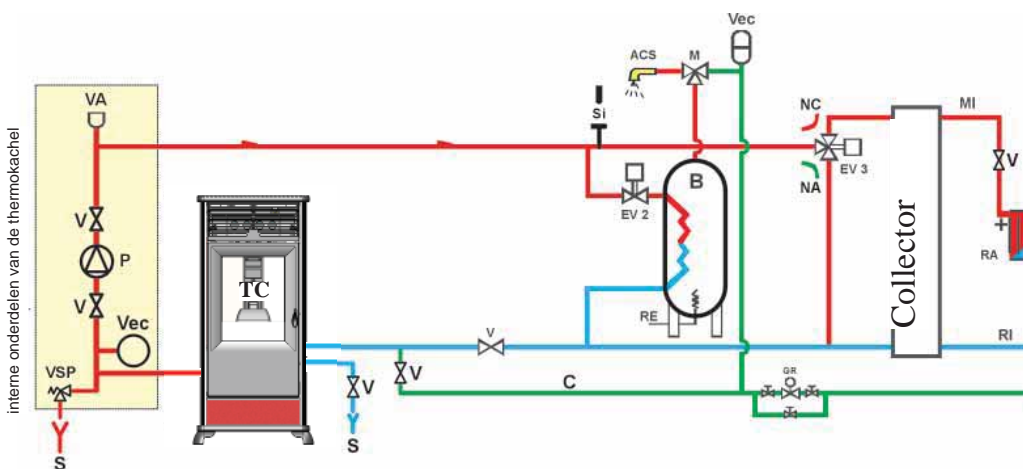 interne onderdelen van de thermokachel
VA
V
P
V
Vec
VSP
S
TC
V
S
V
V
C
Si
EV 2
ACS
M
Vec
B
RE
GR
NC
NA
EV 3
Collector
MI
V
RA
RI